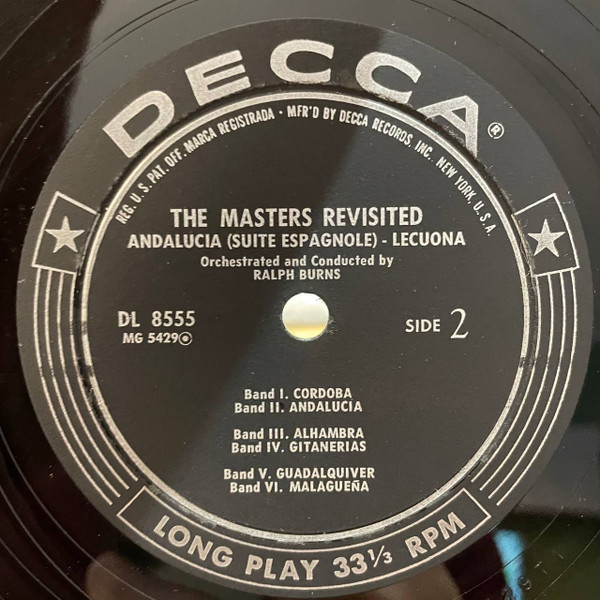 DECCA®
REG. U.S. PAT. OFF. MARCA REGISTRADA • MFR'D BY DECCA RECORDS, INC. NEW YORK, U.S.A.
THE MASTERS REVISITED
ANDALUCIA (SUITE ESPAGNOLE) - LECUONA
Orchestrated and Conducted by
RALPH BURNS
DL 8555
MG 5429
SIDE 2
Band I. CORDOBA
Band II. ANDALUCIA
Band III. ALHAMBRA
Band IV. GITANERIAS
Band V. GUADALQUIVER
Band VI. MALAGUEÑA
LONG PLAY 33⅓ RPM